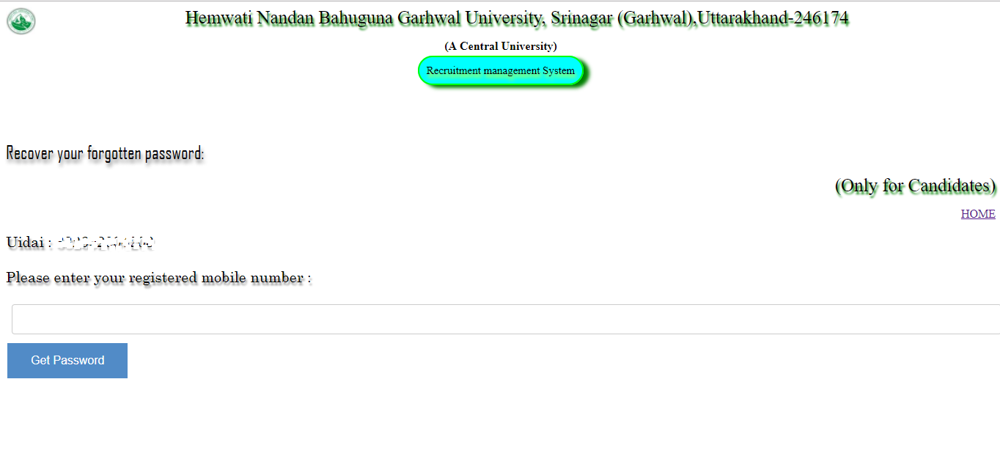 Hemwati Nandan Bahuguna Garhwal University, Srinagar (Garhwal),Uttarakhand-246174
(A Central University)
Recruitment management System
Recover your forgotten password:
(Only for Candidates)
HOME
Uidai :
Please enter your registered mobile number :
Get Password